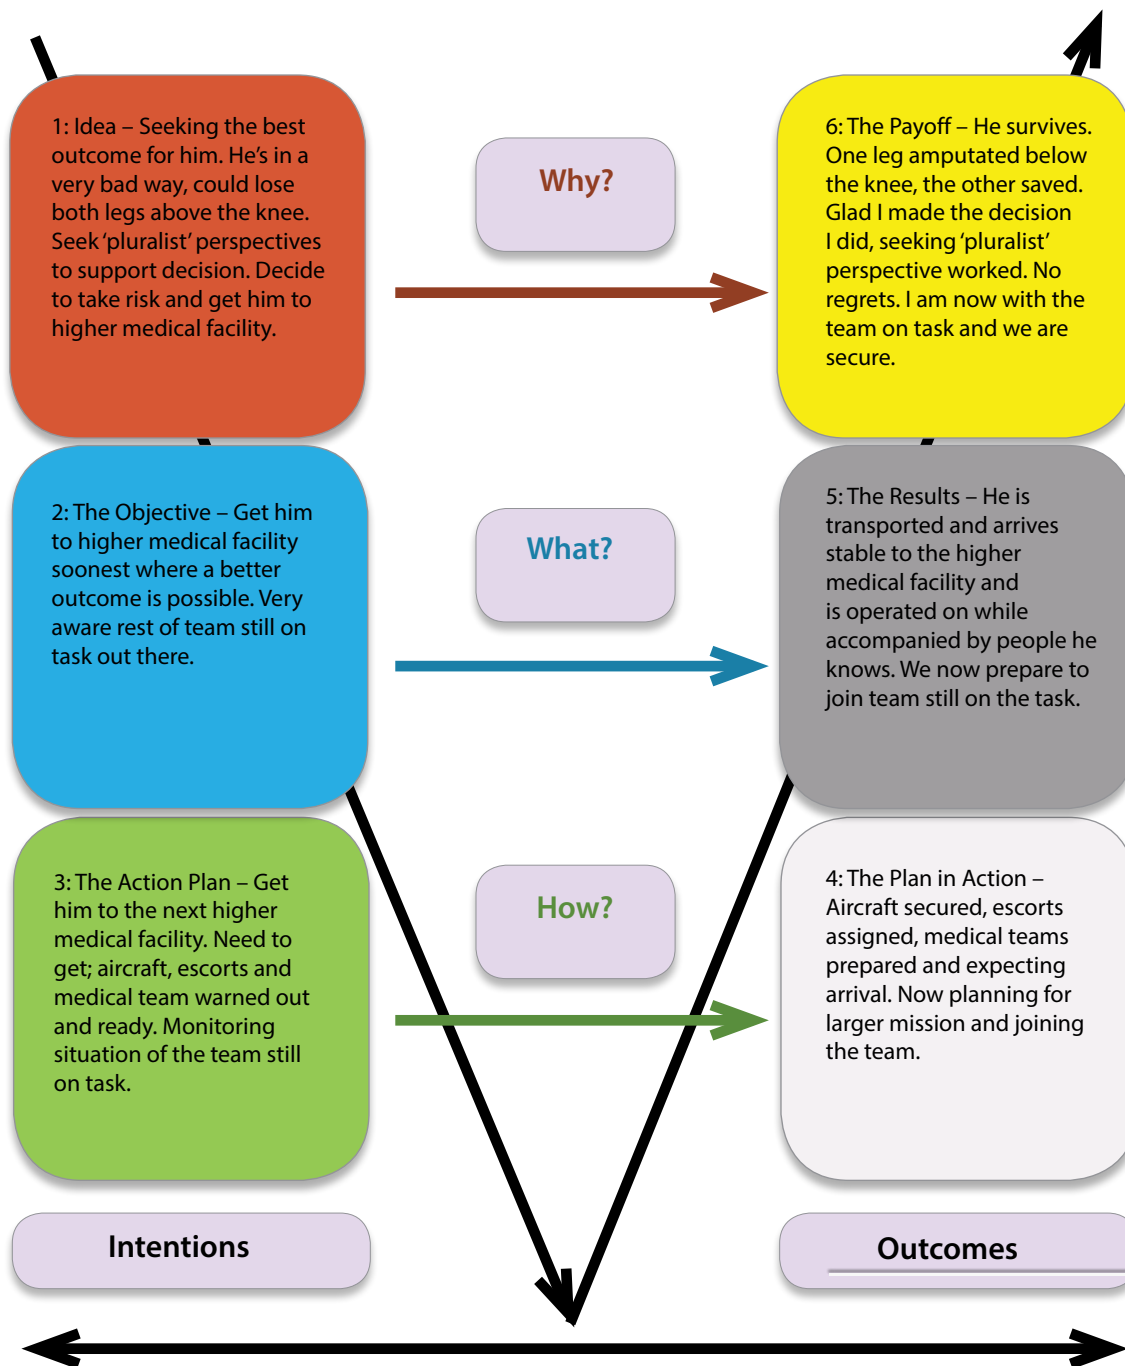 1: Idea – Seeking the best
outcome for him. He’s in a
very bad way, could lose
both legs above the knee.
Seek ‘pluralist’ perspectives
to support decision. Decide
to take risk and get him to
higher medical facility.
Why?
6: The Payoff – He survives.
One leg amputated below
the knee, the other saved.
Glad I made the decision
I did, seeking ‘pluralist’
perspective worked. No
regrets. I am now with the
team on task and we are
secure.
2: The Objective – Get him
to higher medical facility
soonest where a better
outcome is possible. Very
aware rest of team still on
task out there.
What?
5: The Results – He is
transported and arrives
stable to the higher
medical facility and
is operated on while
accompanied by people he
knows. We now prepare to
join team still on the task.
3: The Action Plan – Get
him to the next higher
medical facility. Need to
get; aircraft, escorts and
medical team warned out
and ready. Monitoring
situation of the team still
on task.
How?
4: The Plan in Action –
Aircraft secured, escorts
assigned, medical teams
prepared and expecting
arrival. Now planning for
larger mission and joining
the team.
Intentions
Outcomes